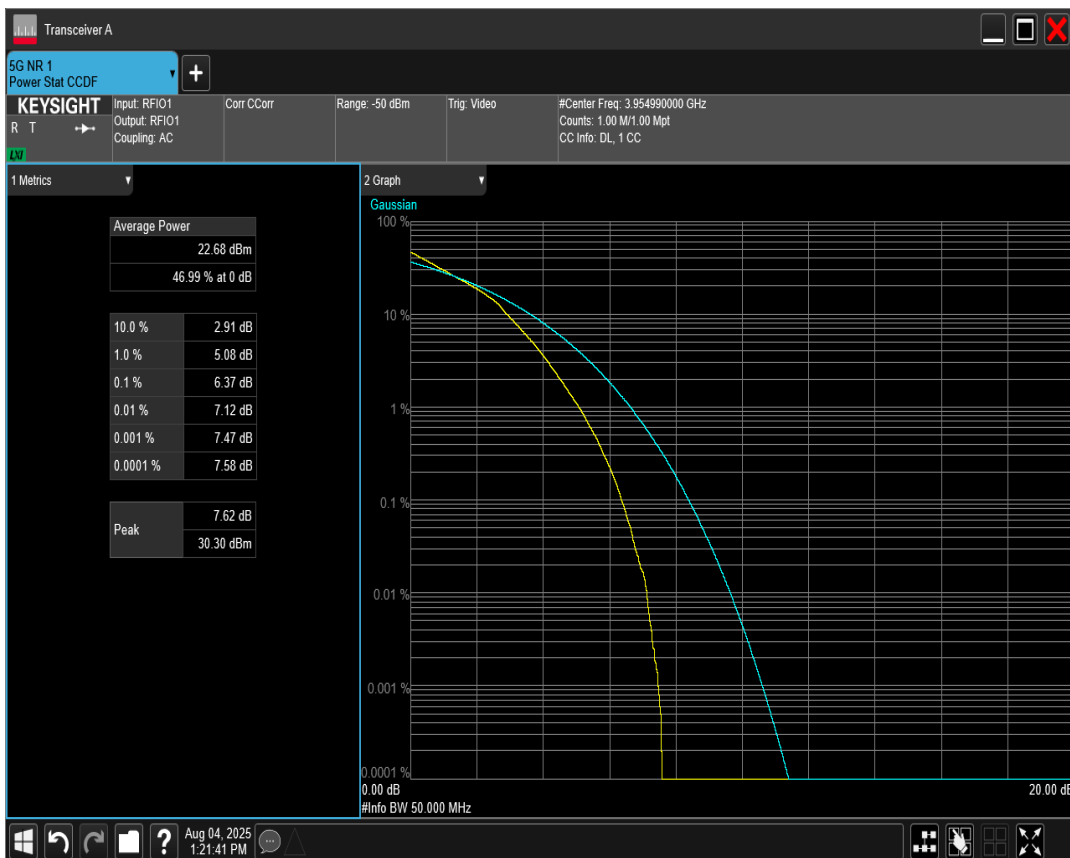 Transceiver A
5G NR 1
Power Stat CCDF
+
KEYSIGHT
R T
LXI
Input: RFIO1
Output: RFIO1
Coupling: AC
Corr CCorr
Range: -50 dBm
Trig: Video
#Center Freq: 3.954990000 GHz
Counts: 1.00 M/1.00 Mpt
CC Info: DL, 1 CC
1 Metrics
Average Power
22.68 dBm
46.99 % at 0 dB
10.0 % 2.91 dB
1.0 % 5.08 dB
0.1 % 6.37 dB
0.01 % 7.12 dB
0.001 % 7.47 dB
0.0001 % 7.58 dB
Peak
7.62 dB
30.30 dBm
2 Graph
Gaussian
100 %
10 %
1 %
0.1 %
0.01 %
0.001 %
0.0001 %
0.00 dB 20.00 dB
#Info BW 50.000 MHz
?
Aug 04, 2025
1:21:41 PM